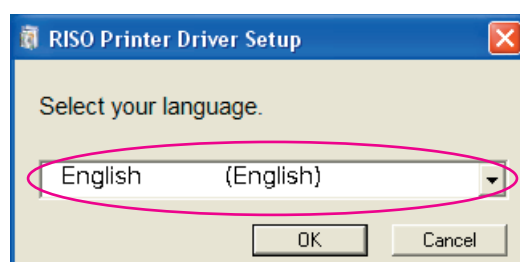 RISO Printer Driver Setup
Select your language.
English (English)
OK Cancel